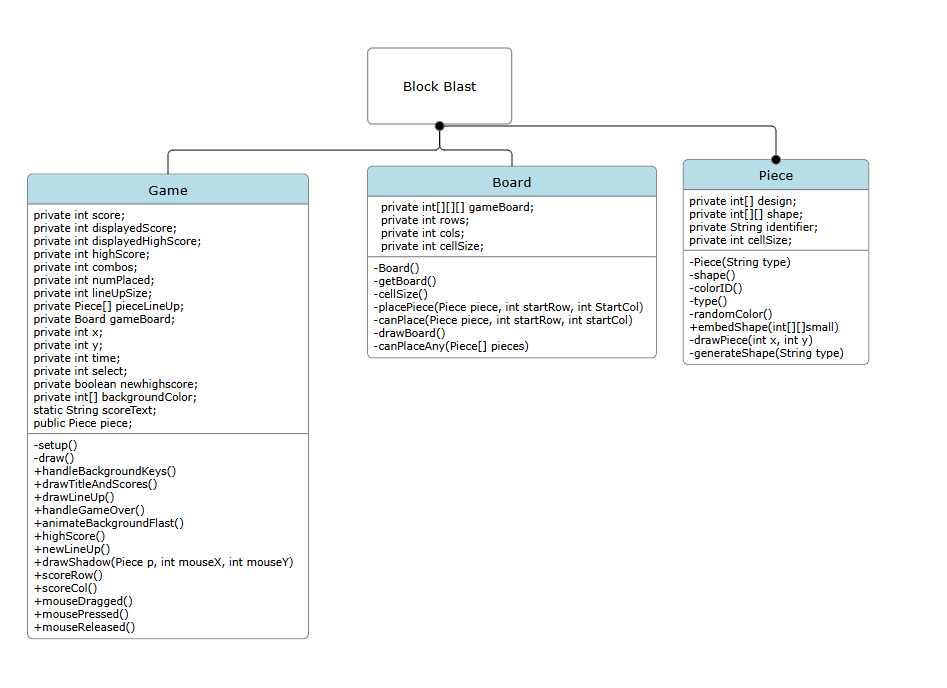 Block Blast
Game
private int score;
private int displayedScore;
private int displayedHighScore;
private int highScore;
private int combos;
private int numPlaced;
private int lineUpSize;
private Piece[] pieceLineUp;
private Board gameBoard;
private int x;
private int y;
private int time;
private int select;
private boolean newhighscore;
private int[] backgroundColor;
static String scoreText;
public Piece piece;
-setup()
-draw()
+handleBackgroundKeys()
+drawTitleAndScores()
+drawLineUp()
+handleGameOver()
+animateBackgroundFlast()
+highScore()
+newLineUp()
+drawShadow(Piece p, int mouseX, int mouseY)
+scoreRow()
+scoreCol()
+mouseDragged()
+mousePressed()
+mouseReleased()
Board
private int[][][] gameBoard;
private int rows;
private int cols;
private int cellSize;
-Board()
-getBoard()
-cellSize()
-placePiece(Piece piece, int startRow, int StartCol)
-canPlace(Piece piece, int startRow, int startCol)
-drawBoard()
-canPlaceAny(Piece[] pieces)
Piece
private int[] design;
private int[][] shape;
private String identifier;
private int cellSize;
-Piece(String type)
-shape()
-colorID()
-type()
-randomColor()
+embedShape(int[][]small)
-drawPiece(int x, int y)
-generateShape(String type)